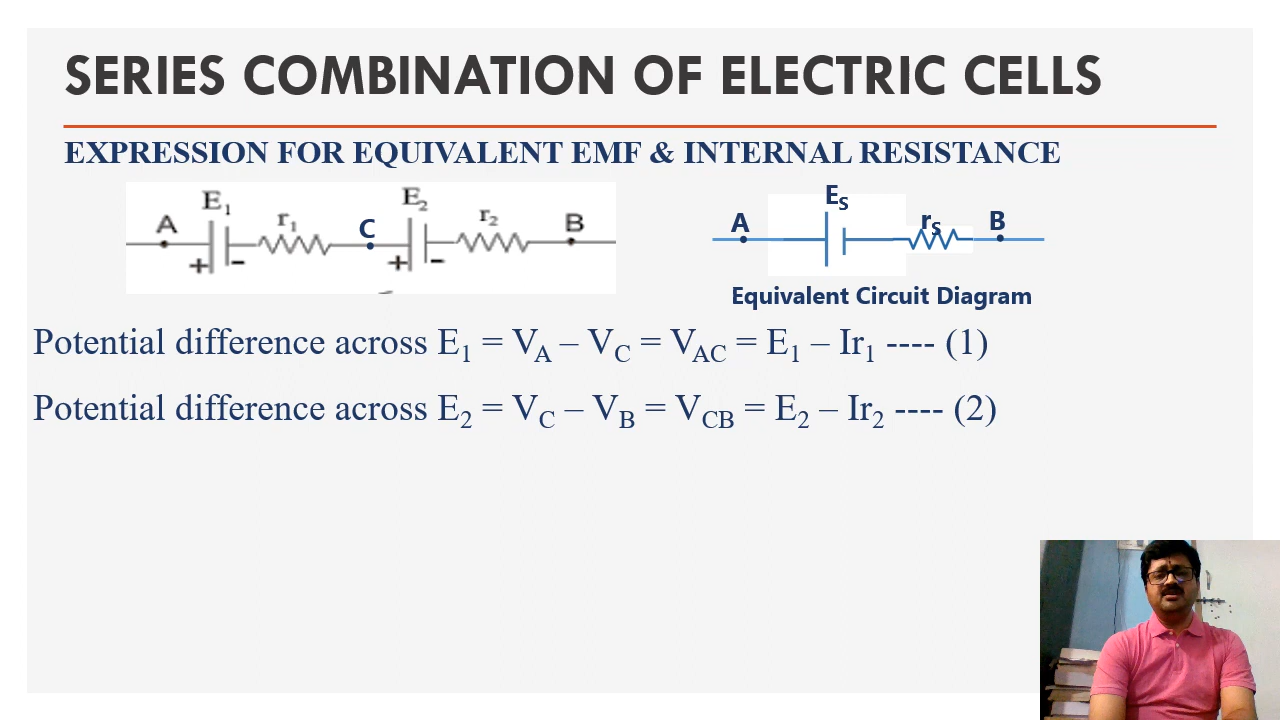 SERIES COMBINATION OF ELECTRIC CELLS
EXPRESSION FOR EQUIVALENT EMF & INTERNAL RESISTANCE
A E₁ r₁ C E₂ r₂ B
+ - + -
A E_S r_S B
Equivalent Circuit Diagram
Potential difference across E₁ = V_A – V_C = V_AC = E₁ – Ir₁ ---- (1)
Potential difference across E₂ = V_C – V_B = V_CB = E₂ – Ir₂ ---- (2)